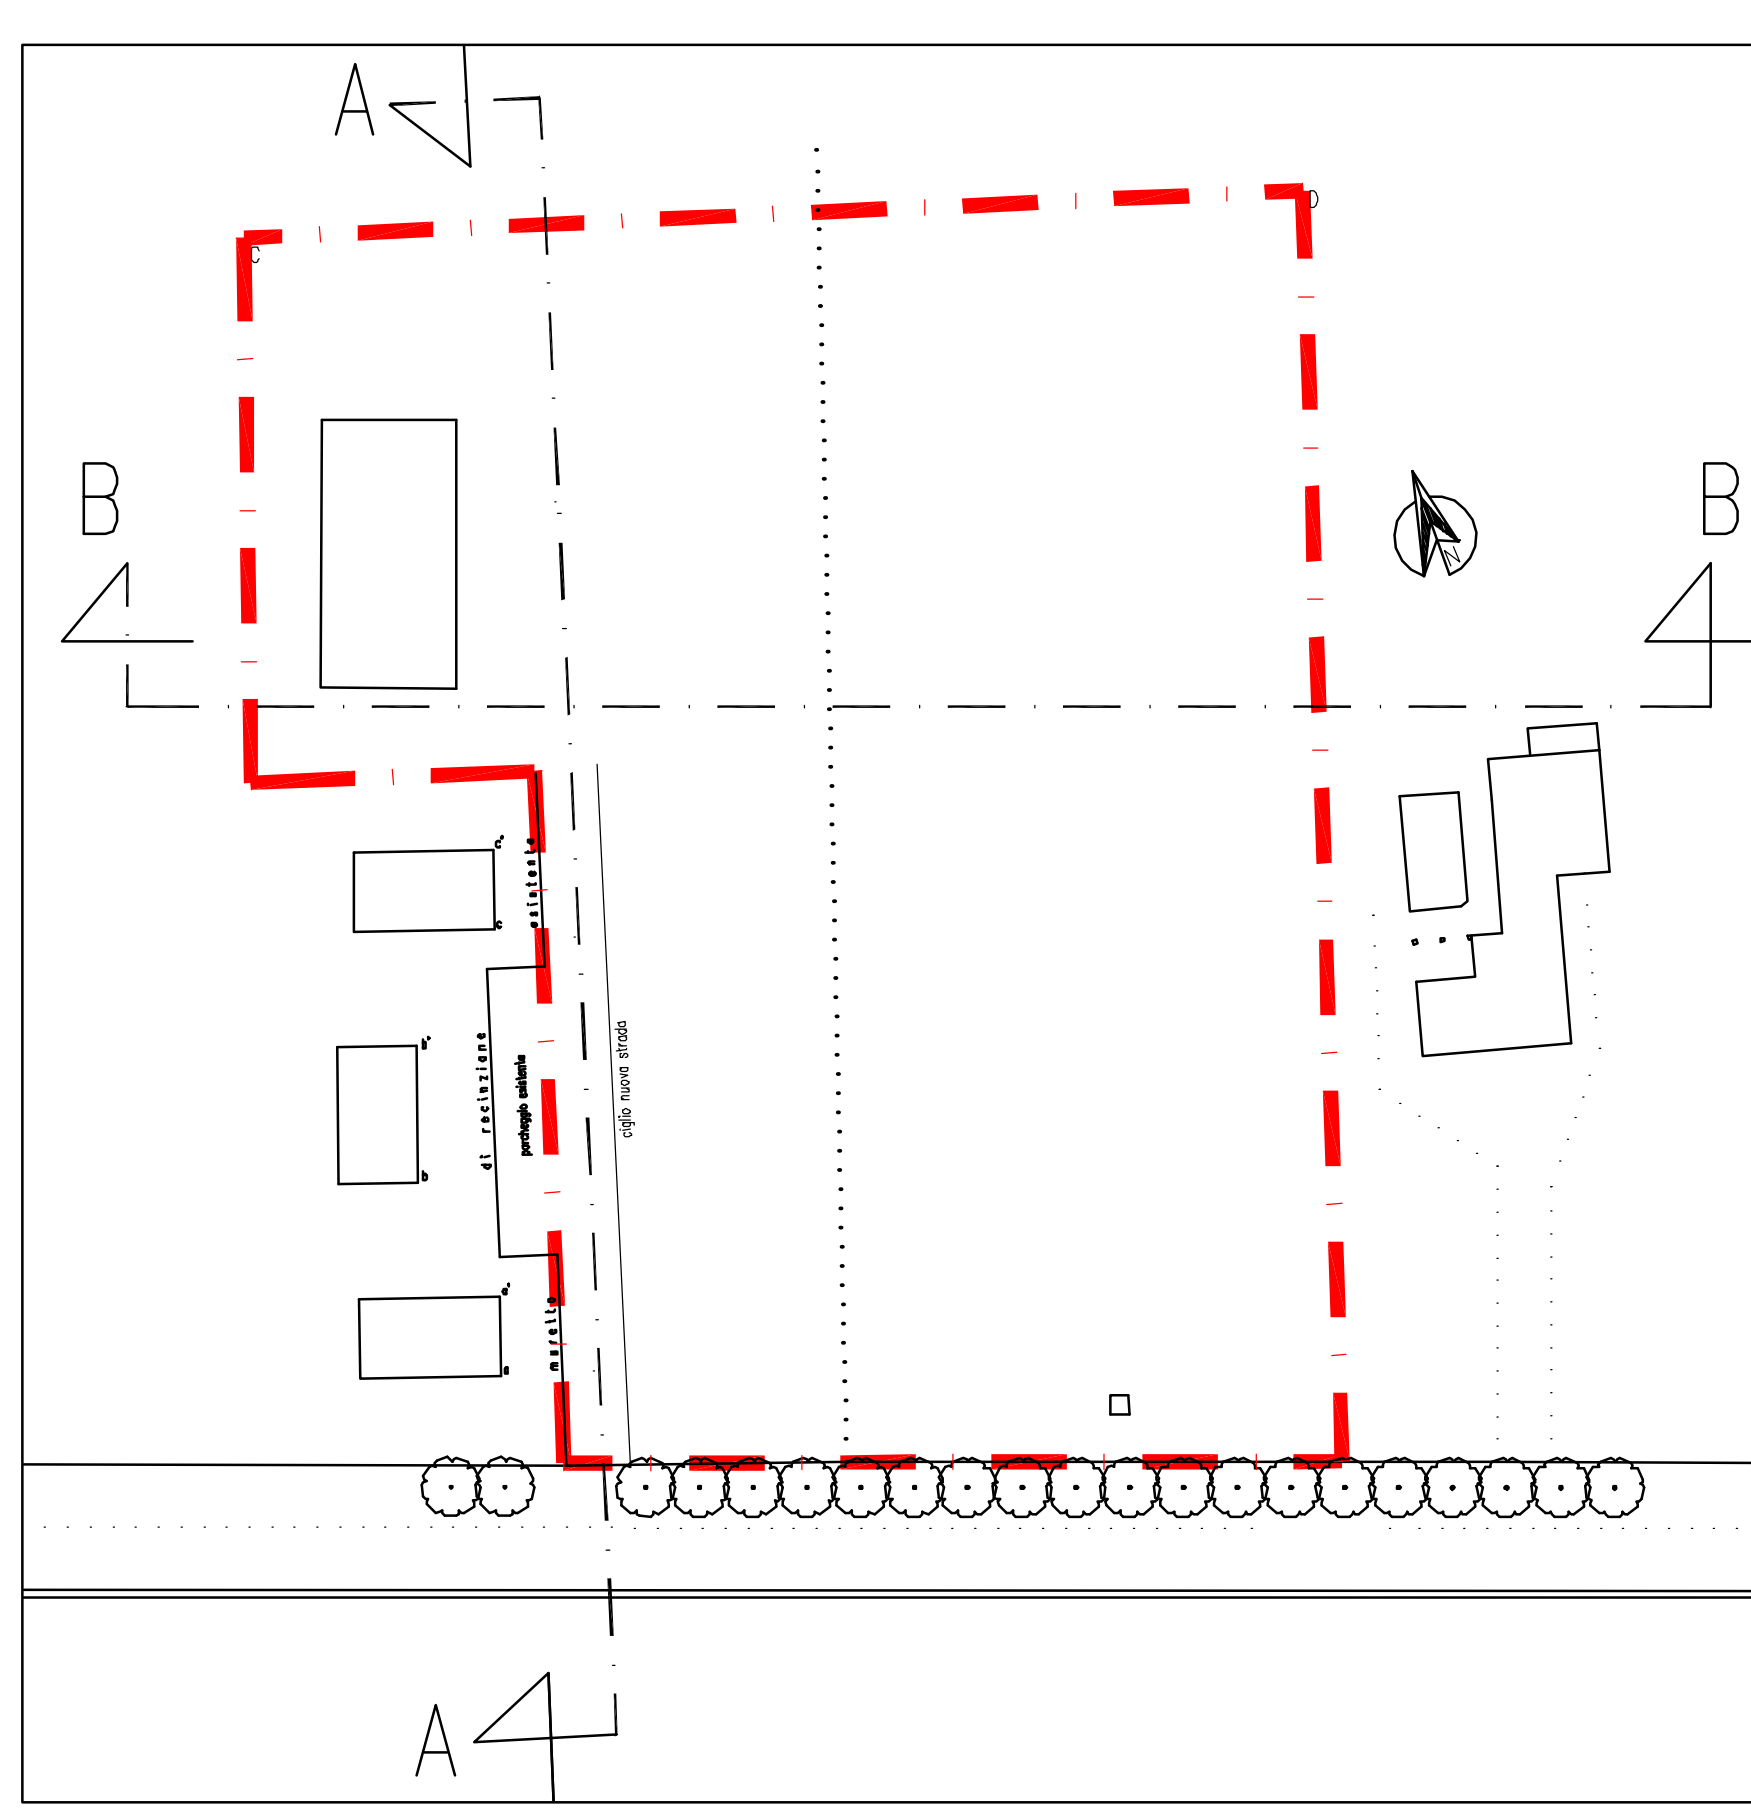 A
D
C
B
B
N
c'
esistente
c
ciglio nuova strada
di recinzione
parcheggio esistente
b'
b
a'
muretto
a
A